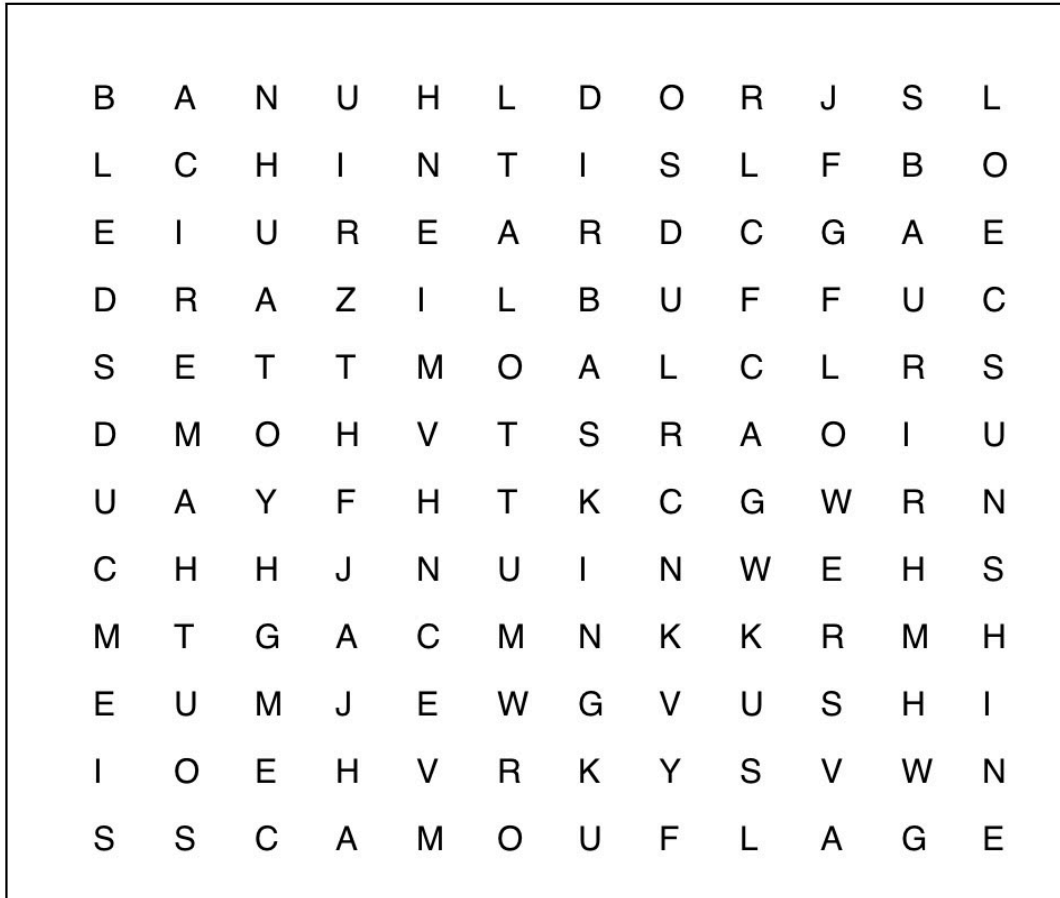 B A N U H L D O R J S L
L C H I N T I S L F B O
E I U R E A R D C G A E
D R A Z I L B U F F U C
S E T T M O A L C L R S
D M O H V T S R A O I U
U A Y F H T K C G W R N
C H H J N U I N W E H S
M T G A C M N K K R M H
E U M J E W G V U S H I
I O E H V R K Y S V W N
S S C A M O U F L A G E